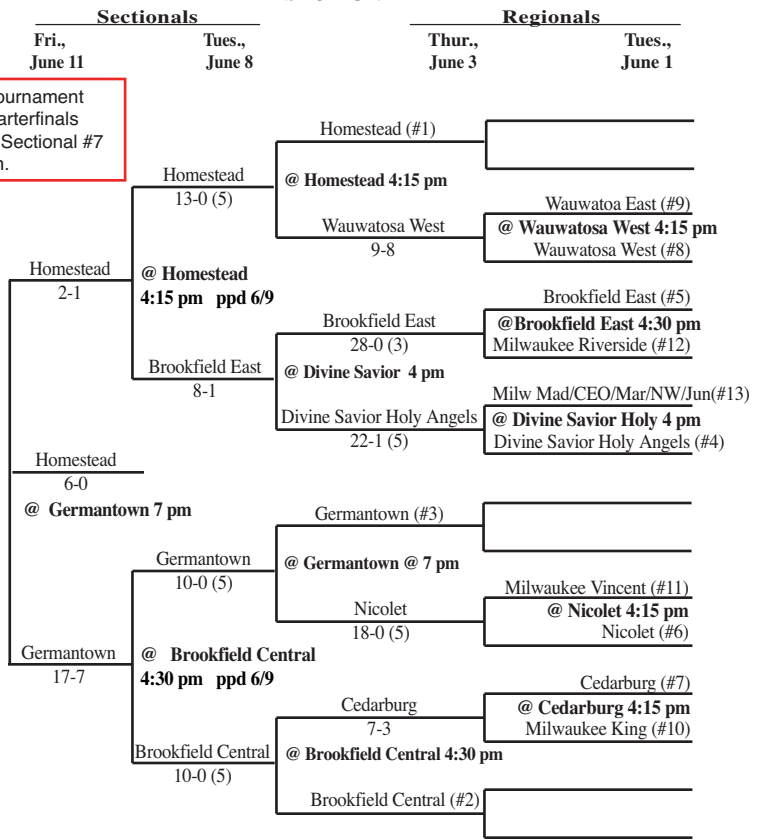 Sectionals
Regionals
Fri.,
June 11
Tues.,
June 8
Thur.,
June 3
Tues.,
June 1
ournament
arterfinals
Sectional #7
Homestead (#1)
Homestead
13-0 (5)
@ Homestead 4:15 pm
Wauwatoa East (#9)
Wauwatosa West
9-8
@ Wauwatosa West 4:15 pm
Wauwatosa West (#8)
Homestead
2-1
@ Homestead
4:15 pm ppd 6/9
Brookfield East (#5)
Brookfield East
28-0 (3)
@Brookfield East 4:30 pm
Milwaukee Riverside (#12)
Brookfield East
8-1
@ Divine Savior 4 pm
Milw Mad/CEO/Mar/NW/Jun(#13)
Divine Savior Holy Angels
22-1 (5)
@ Divine Savior Holy 4 pm
Divine Savior Holy Angels (#4)
Homestead
6-0
@ Germantown 7 pm
Germantown (#3)
Germantown
10-0 (5)
@ Germantown @ 7 pm
Milwaukee Vincent (#11)
Nicolet
18-0 (5)
@ Nicolet 4:15 pm
Nicolet (#6)
Germantown
17-7
@ Brookfield Central
4:30 pm ppd 6/9
Cedarburg (#7)
Cedarburg
7-3
@ Cedarburg 4:15 pm
Milwaukee King (#10)
Brookfield Central
10-0 (5)
@ Brookfield Central 4:30 pm
Brookfield Central (#2)